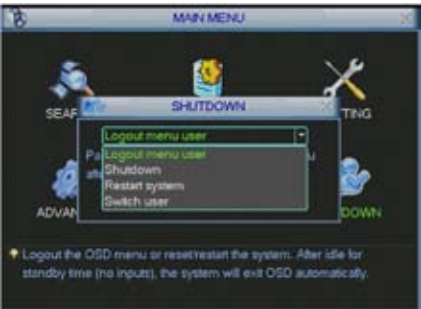 MAIN MENU
SEAR
TING
SHUTDOWN
Logout menu user
Pa
u
Logout menu user
afte
Shutdown
Restart system
Switch user
ADVAN
DOWN
Logout the OSD menu or reset/restart the system. After idle for
standby time (no inputs), the system will exit OSD automatically.